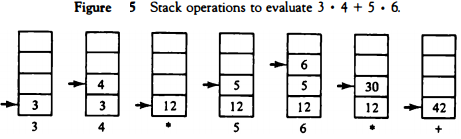 Figure 5 Stack operations to evaluate 3 · 4 + 5 · 6.
6
4 5 5 30
3 3 12 12 12 12 42
3 4 * 5 6 * +